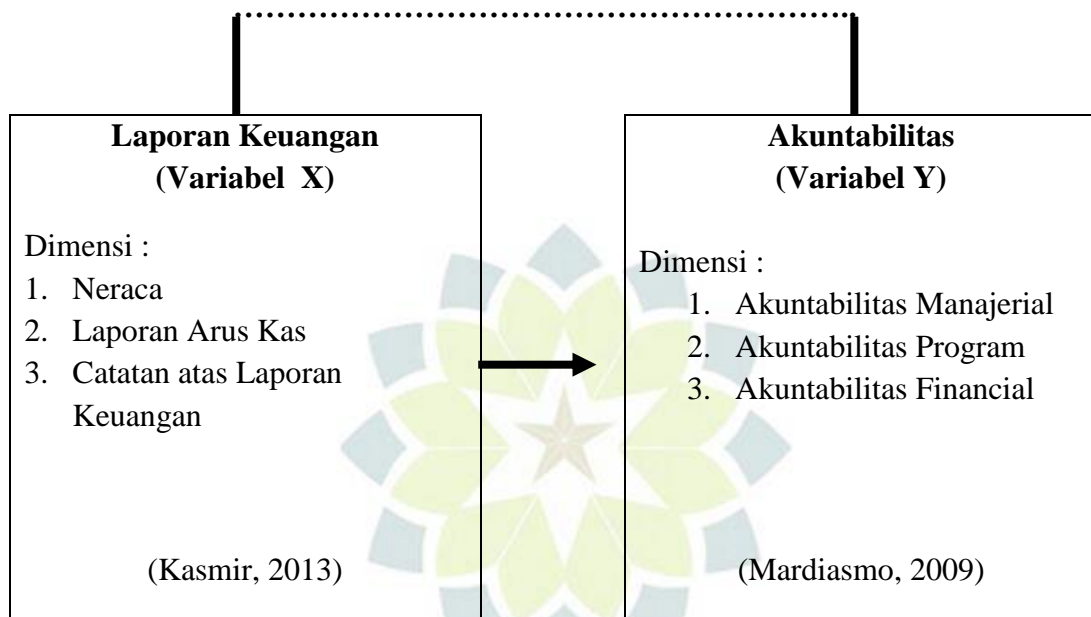 Laporan Keuangan
(Variabel X)
Dimensi :
1. Neraca
2. Laporan Arus Kas
3. Catatan atas Laporan
Keuangan
(Kasmir, 2013)
Akuntabilitas
(Variabel Y)
Dimensi :
1. Akuntabilitas Manajerial
2. Akuntabilitas Program
3. Akuntabilitas Financial
(Mardiasmo, 2009)